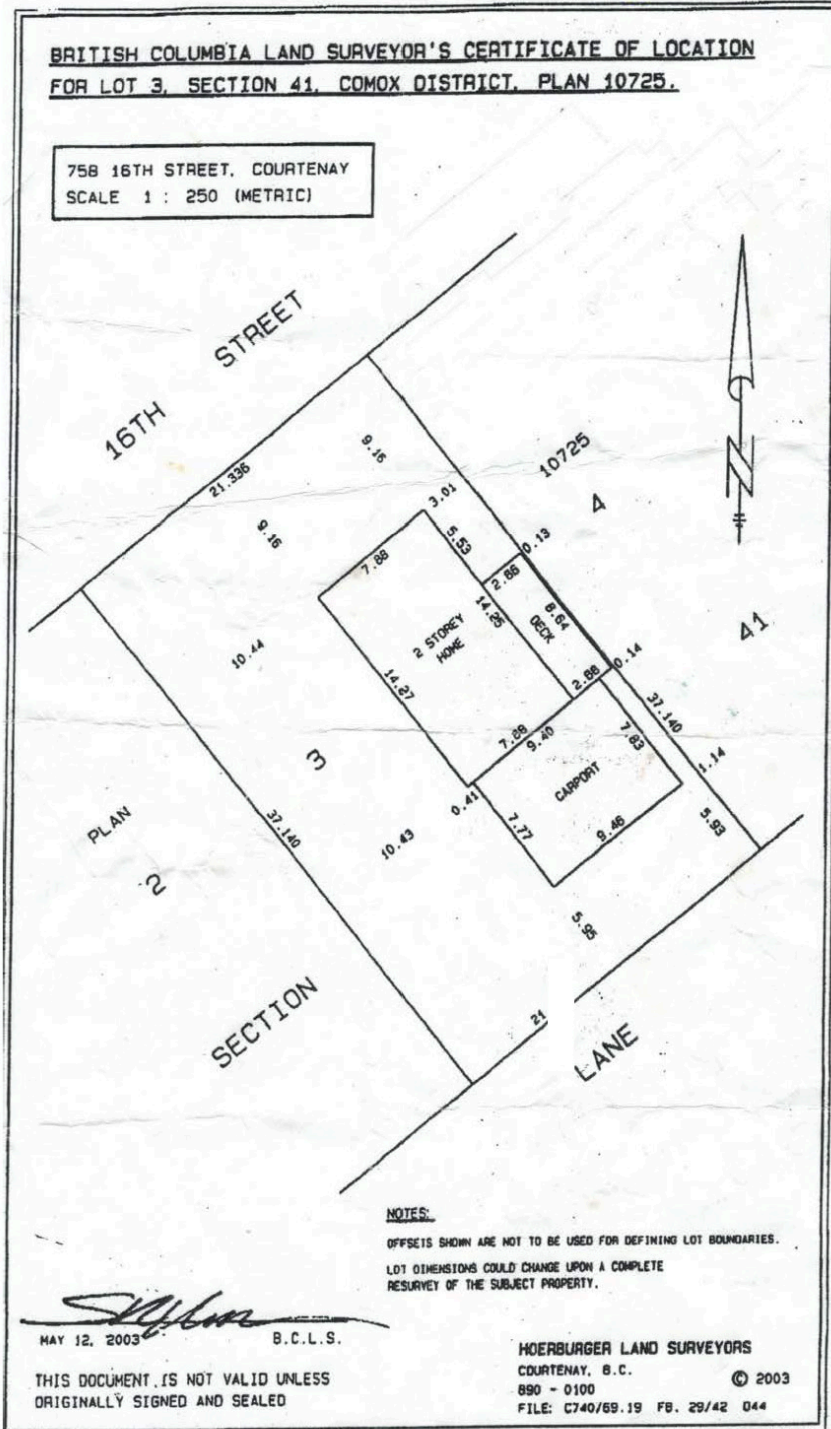 BRITISH COLUMBIA LAND SURVEYOR'S CERTIFICATE OF LOCATION
FOR LOT 3, SECTION 41, COMOX DISTRICT, PLAN 10725.
758 16TH STREET, COURTENAY
SCALE 1 : 250 (METRIC)
16TH STREET
21.336
9.16
9.16
10725
4
41
3.01
5.53
0.13
7.88
2.88
14.25
8.64
DECK
2 STOREY
HOME
10.44
14.27
0.14
2.88
37.140
7.88
9.40
7.83
1.14
3
CARPORT
0.41
7.77
9.46
5.93
PLAN
2
37.140
10.43
5.95
SECTION
21
LANE
N
NOTES:
OFFSETS SHOWN ARE NOT TO BE USED FOR DEFINING LOT BOUNDARIES.
LOT DIMENSIONS COULD CHANGE UPON A COMPLETE
RESURVEY OF THE SUBJECT PROPERTY.
MAY 12, 2003 B.C.L.S.
THIS DOCUMENT IS NOT VALID UNLESS
ORIGINALLY SIGNED AND SEALED
HOERBURGER LAND SURVEYORS
COURTENAY, B.C.
890 - 0100
© 2003
FILE: C740/69.19 FB. 29/42 D44